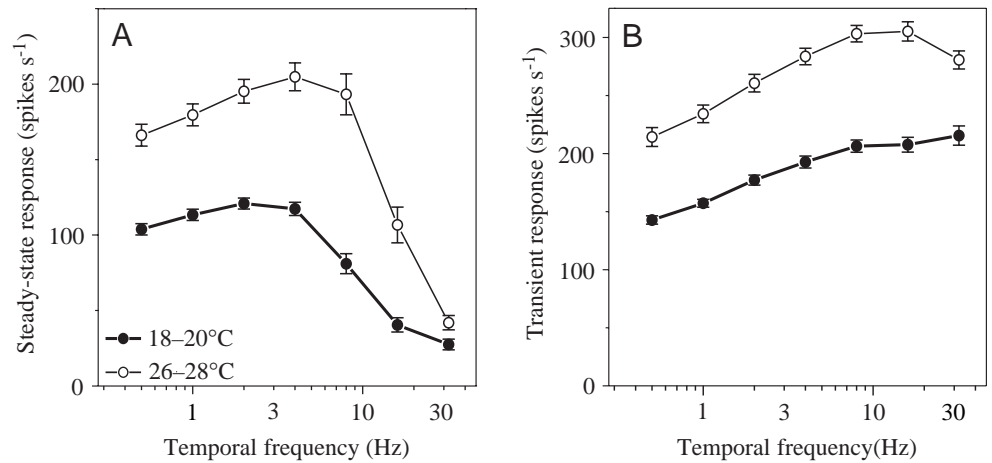 A
Steady-state response (spikes s-1)
200
100
0
18–20°C
26–28°C
1
3
10
30
Temporal frequency (Hz)
B
Transient response (spikes s-1)
300
200
100
0
1
3
10
30
Temporal frequency(Hz)